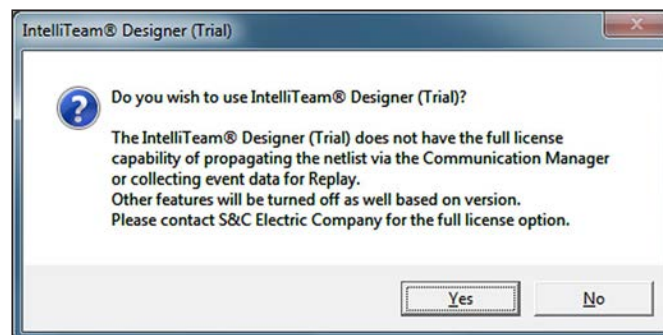 IntelliTeam® Designer (Trial)
Do you wish to use IntelliTeam® Designer (Trial)?
The IntelliTeam® Designer (Trial) does not have the full license
capability of propagating the netlist via the Communication Manager
or collecting event data for Replay.
Other features will be turned off as well based on version.
Please contact S&C Electric Company for the full license option.
Yes
No